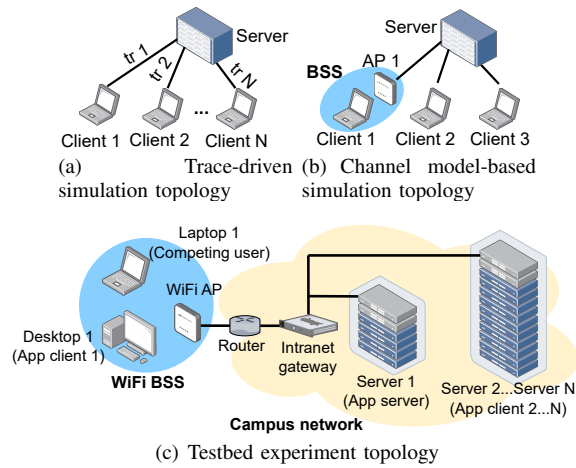 Server
tr 1
tr 2
tr N
...
Client 1
Client 2
Client N
(a) Trace-driven
simulation topology
Server
AP 1
BSS
Client 1
Client 2
Client 3
(b) Channel model-based
simulation topology
Laptop 1
(Competing user)
WiFi AP
Desktop 1
(App client 1)
WiFi BSS
Router
Intranet
gateway
Server 1
(App server)
Server 2...Server N
(App client 2...N)
Campus network
(c) Testbed experiment topology